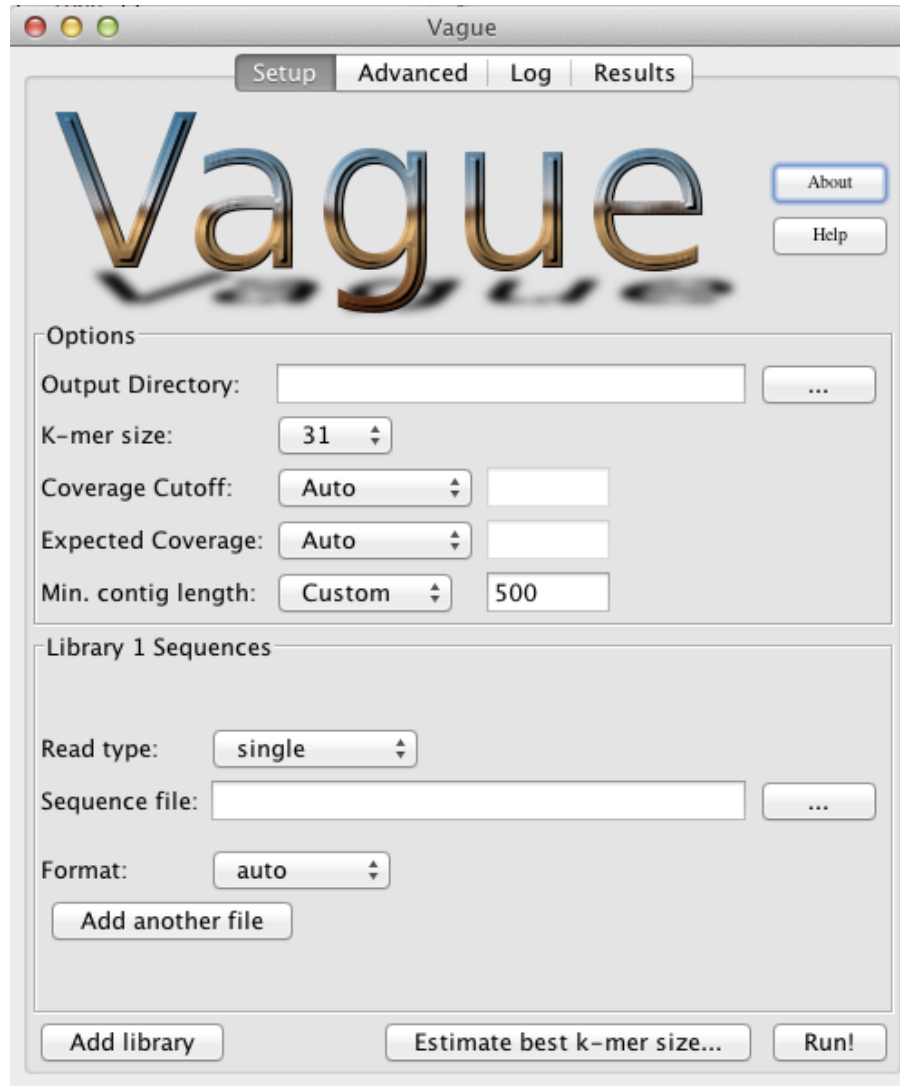 Vague
Setup Advanced Log Results
Vague
About
Help
Options
Output Directory: ...
K-mer size: 31
Coverage Cutoff: Auto
Expected Coverage: Auto
Min. contig length: Custom 500
Library 1 Sequences
Read type: single
Sequence file: ...
Format: auto
Add another file
Add library Estimate best k-mer size... Run!